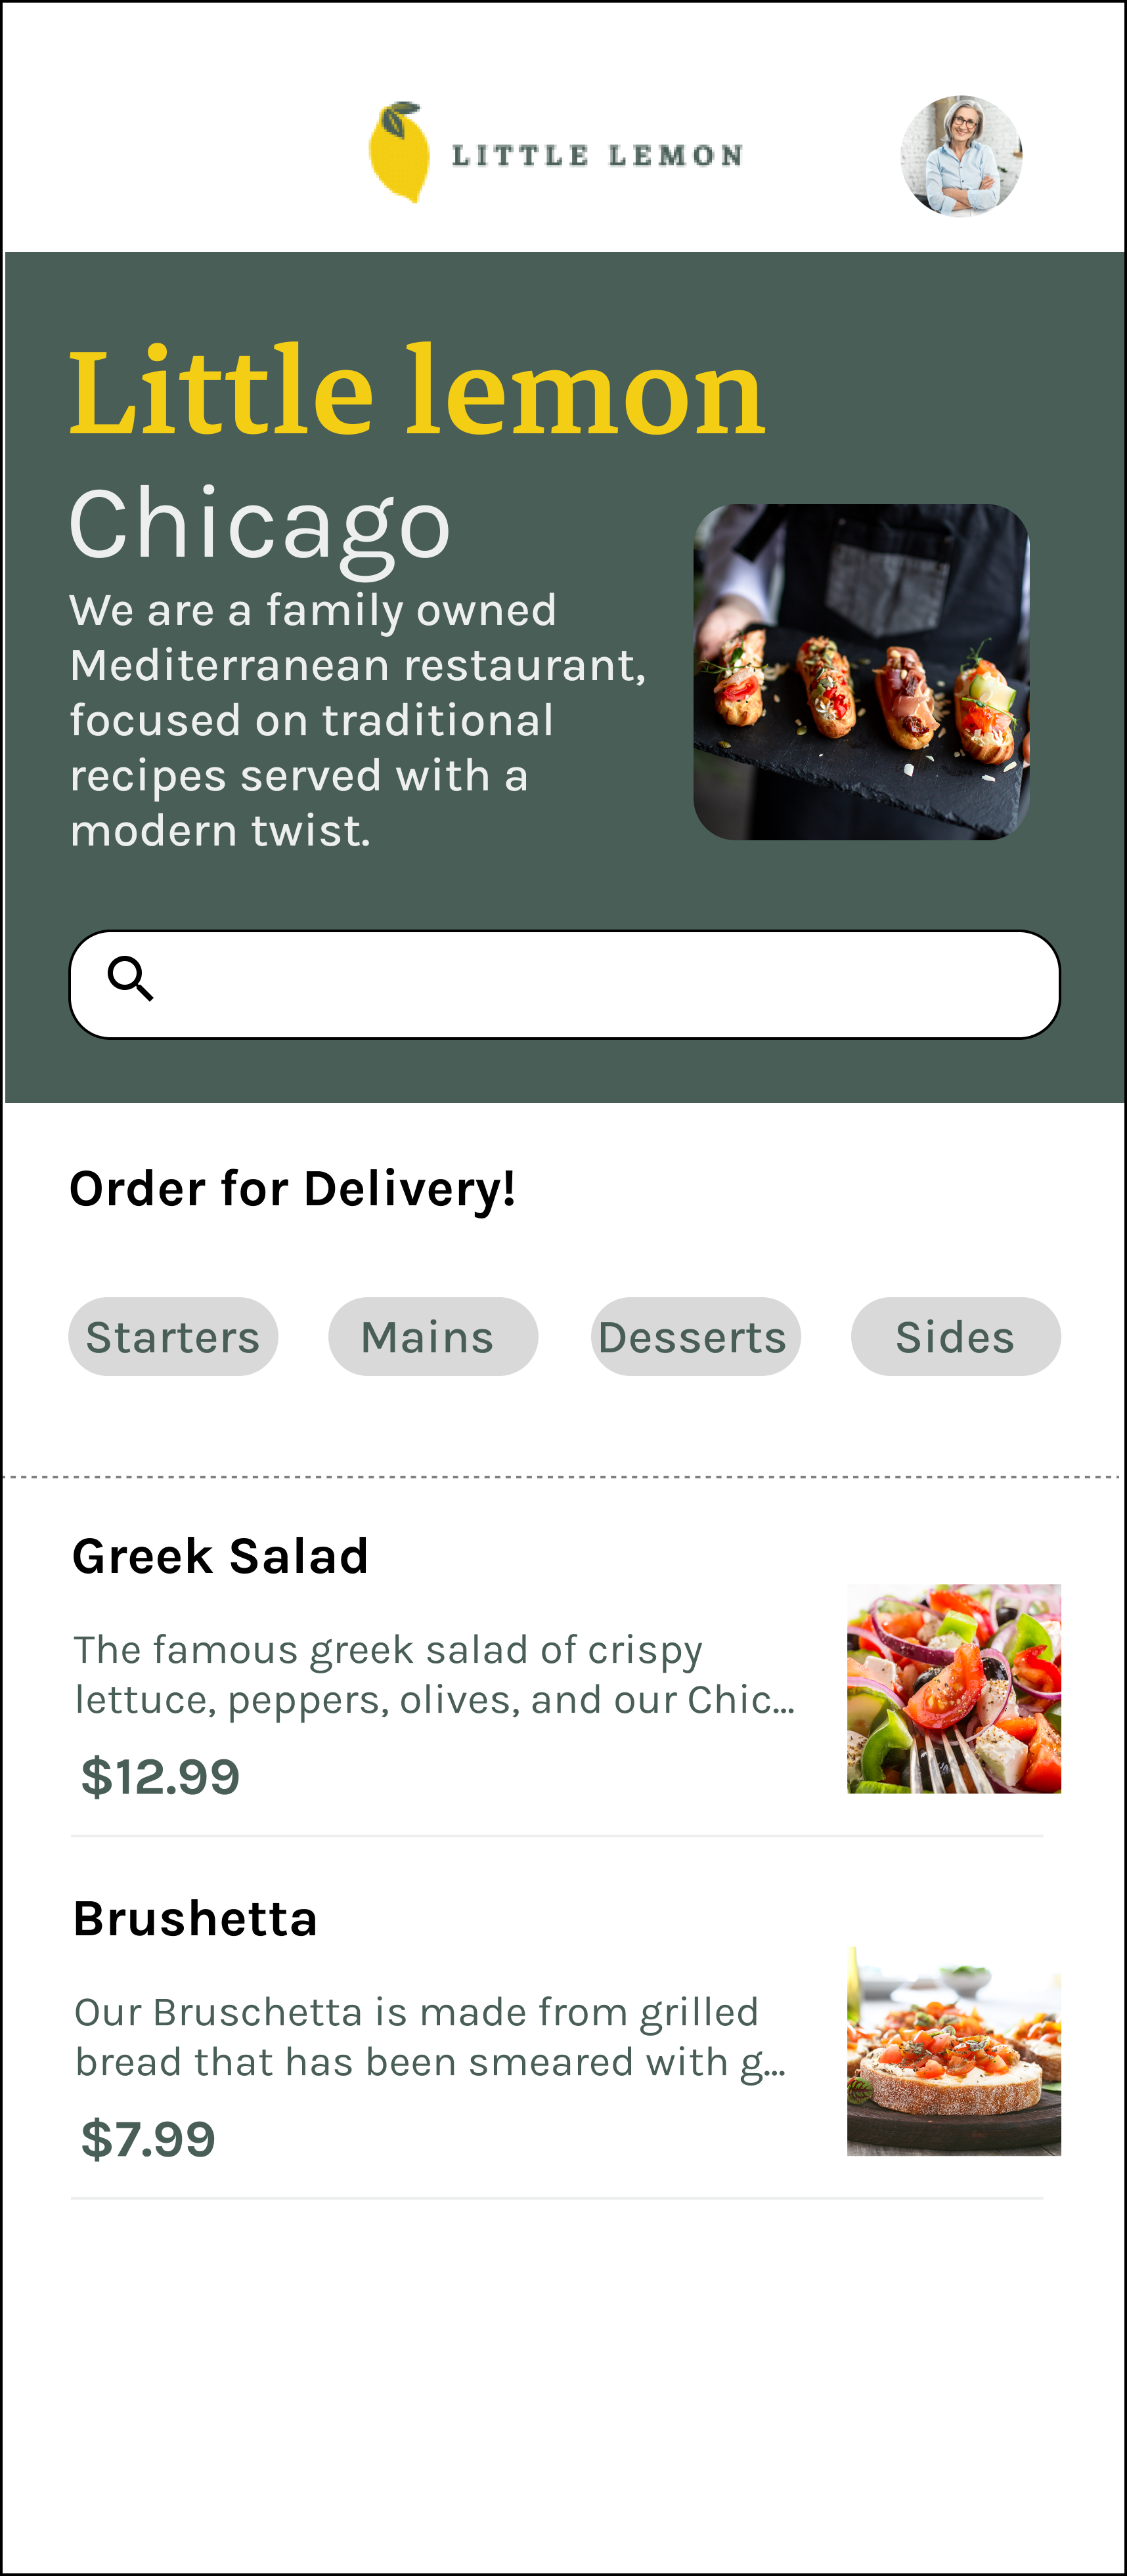 LITTLE LEMON
Little lemon
Chicago
We are a family owned
Mediterranean restaurant,
focused on traditional
recipes served with a
modern twist.
Order for Delivery!
Starters Mains Desserts Sides
Greek Salad
The famous greek salad of crispy
lettuce, peppers, olives, and our Chic...
$12.99
Brushetta
Our Bruschetta is made from grilled
bread that has been smeared with g...
$7.99